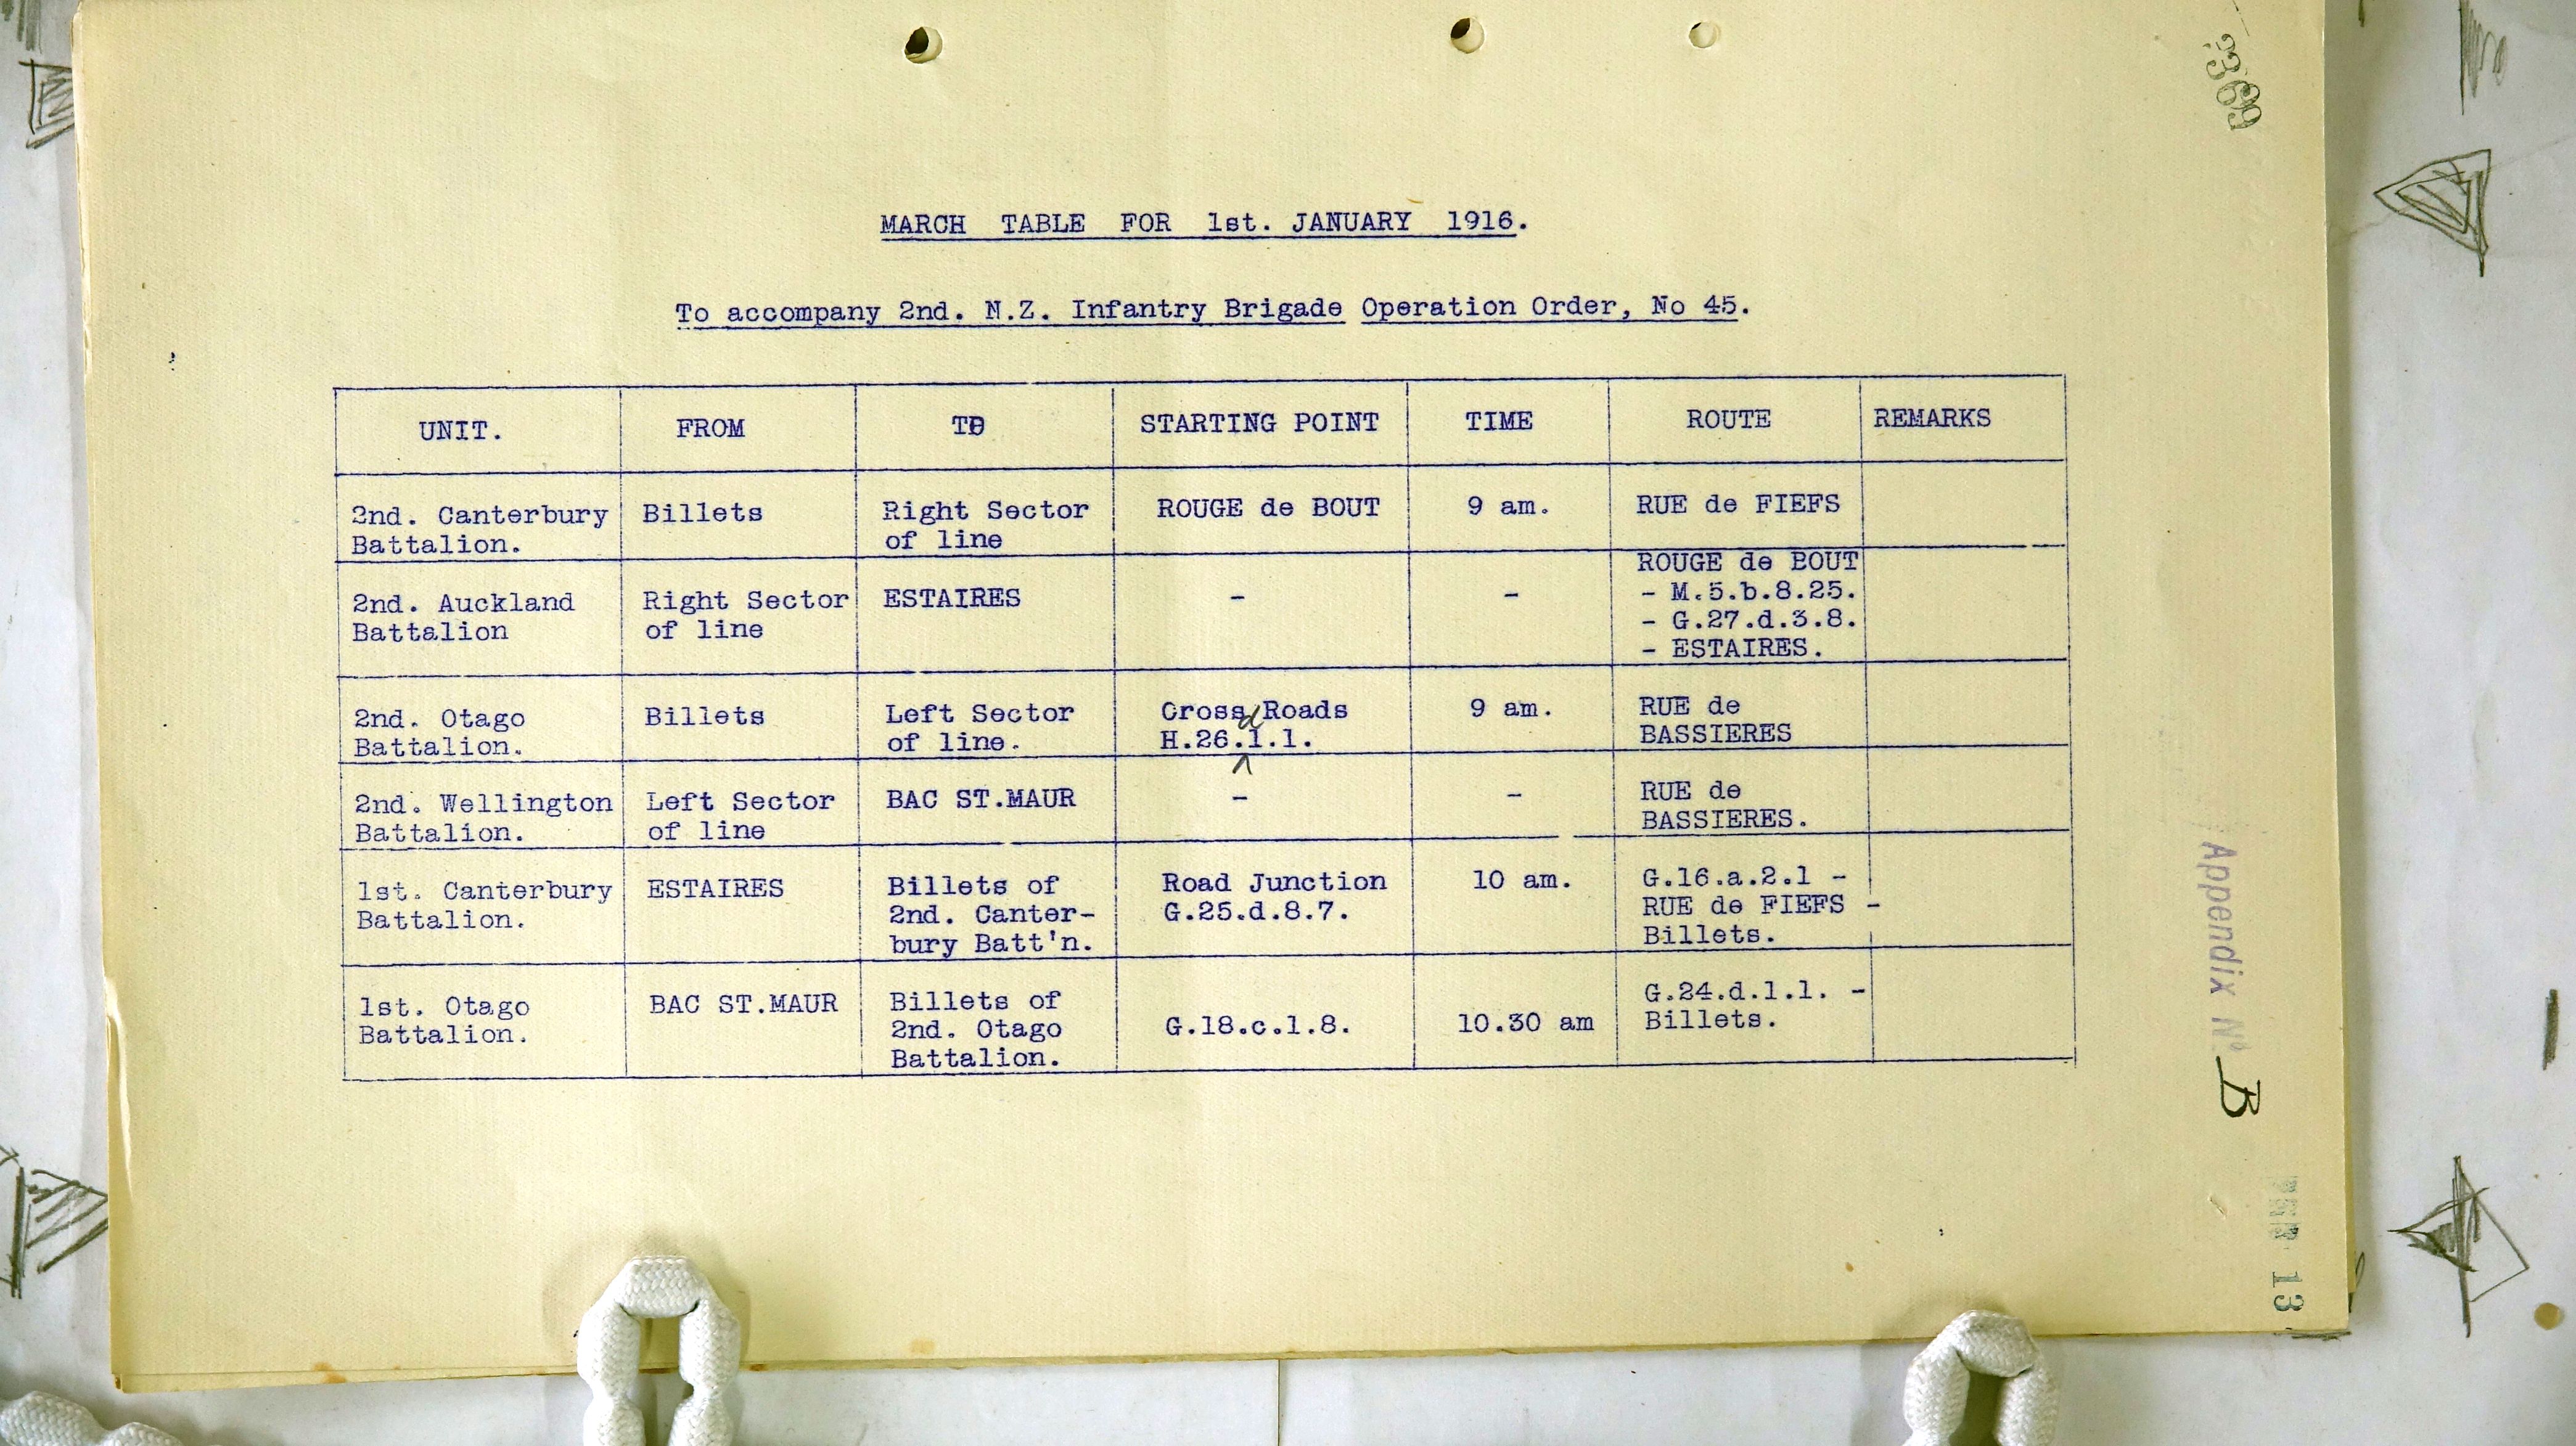 3369
MARCH TABLE FOR 1st. JANUARY 1916.
To accompany 2nd. N.Z. Infantry Brigade Operation Order, No 45.
UNIT. FROM TO STARTING POINT TIME ROUTE REMARKS
2nd. Canterbury Billets Right Sector ROUGE de BOUT 9 am. RUE de FIEFS
Battalion. of line
ROUGE de BOUT
2nd. Auckland Right Sector ESTAIRES - - - M.5.b.8.25.
Battalion of line - G.27.d.3.8.
- ESTAIRES.
2nd. Otago Billets Left Sector Cross Roads 9 am. RUE de
Battalion. of line. H.26.d.1.1. BASSIERES
2nd. Wellington Left Sector BAC ST.MAUR - - RUE de
Battalion. of line BASSIERES.
1st. Canterbury ESTAIRES Billets of Road Junction 10 am. G.16.a.2.1 -
Battalion. 2nd. Canter- G.25.d.8.7. RUE de FIEFS -
bury Batt'n. Billets.
1st. Otago BAC ST.MAUR Billets of G.24.d.1.1. -
Battalion. 2nd. Otago G.18.c.1.8. 10.30 am Billets.
Battalion.
Appendix No B
13